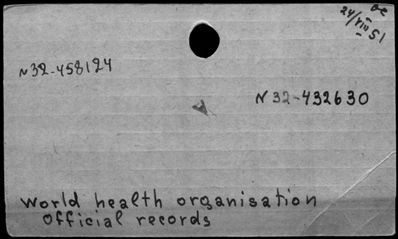 24/VIII 51
N32-458124
N32-432630
World health organisation
official records